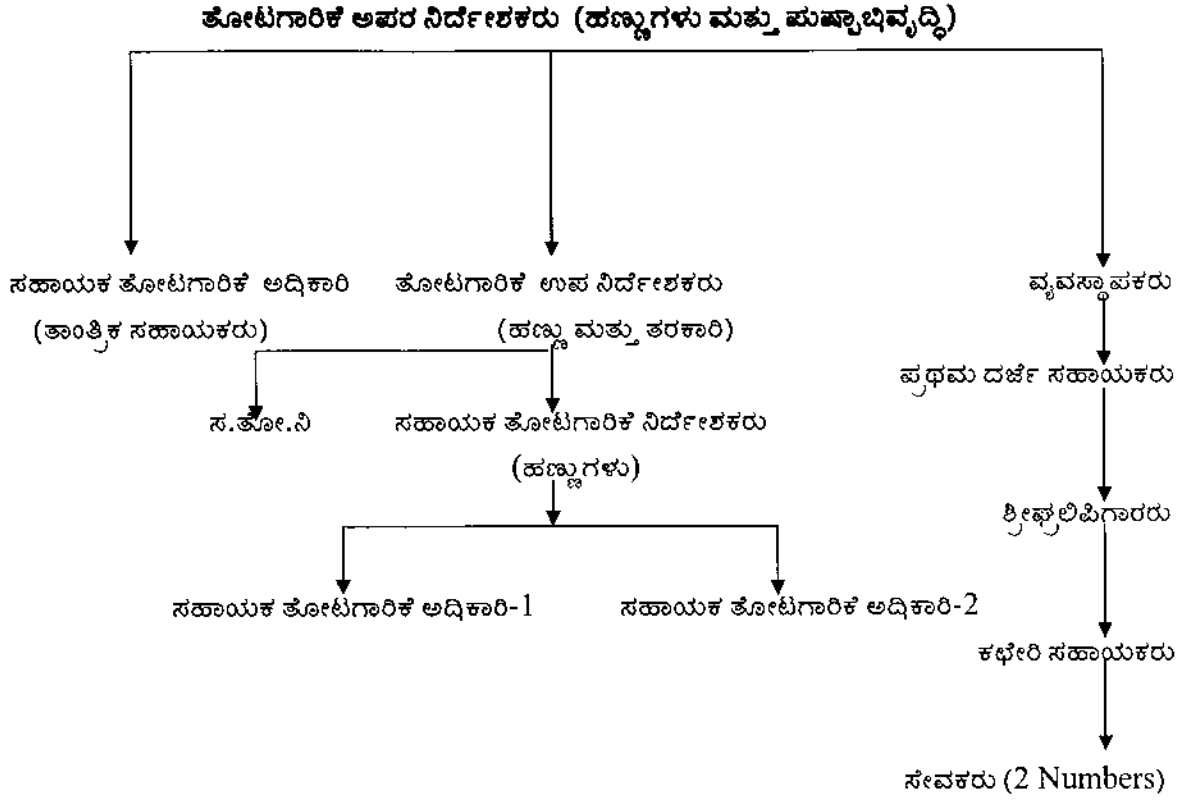 ತೋಟಗಾರಿಕೆ ಅಪರ ನಿರ್ದೇಶಕರು (ಹಣ್ಣುಗಳು ಮತ್ತು ಪುಷ್ಪಾಭಿವೃದ್ಧಿ)
ಸಹಾಯಕ ತೋಟಗಾರಿಕೆ ಅಧಿಕಾರಿ
(ತಾಂತ್ರಿಕ ಸಹಾಯಕರು)
ತೋಟಗಾರಿಕೆ ಉಪ ನಿರ್ದೇಶಕರು
(ಹಣ್ಣು ಮತ್ತು ತರಕಾರಿ)
ವ್ಯವಸ್ಥಾಪಕರು
ಪ್ರಥಮ ದರ್ಜೆ ಸಹಾಯಕರು
ಸ.ತೋ.ನಿ
ಸಹಾಯಕ ತೋಟಗಾರಿಕೆ ನಿರ್ದೇಶಕರು
(ಹಣ್ಣುಗಳು)
ಶ್ರೀಘ್ರಲಿಪಿಗಾರರು
ಸಹಾಯಕ ತೋಟಗಾರಿಕೆ ಅಧಿಕಾರಿ-1
ಸಹಾಯಕ ತೋಟಗಾರಿಕೆ ಅಧಿಕಾರಿ-2
ಕಛೇರಿ ಸಹಾಯಕರು
ಸೇವಕರು (2 Numbers)